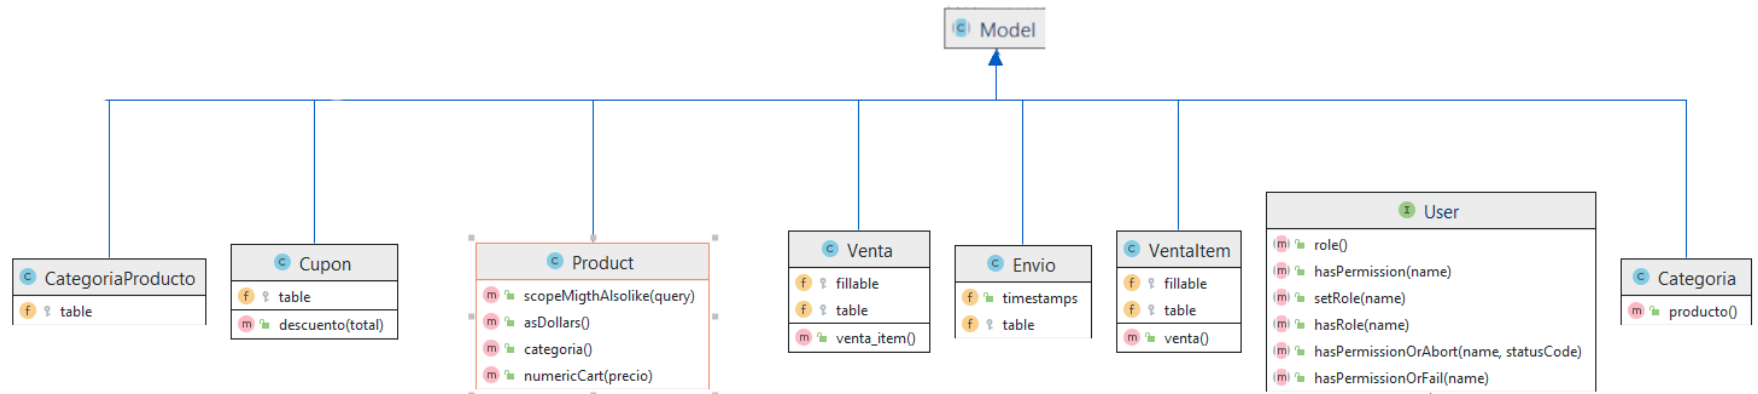 C Model
C CategoriaProducto
f table
C Cupon
f table
m descuento(total)
C Product
m scopeMigthAlsolike(query)
m asDollars()
m categoria()
m numericCart(precio)
C Venta
f fillable
f table
m venta_item()
C Envio
f timestamps
f table
C VentaItem
f fillable
f table
m venta()
I User
m role()
m hasPermission(name)
m setRole(name)
m hasRole(name)
m hasPermissionOrAbort(name, statusCode)
m hasPermissionOrFail(name)
C Categoria
m producto()